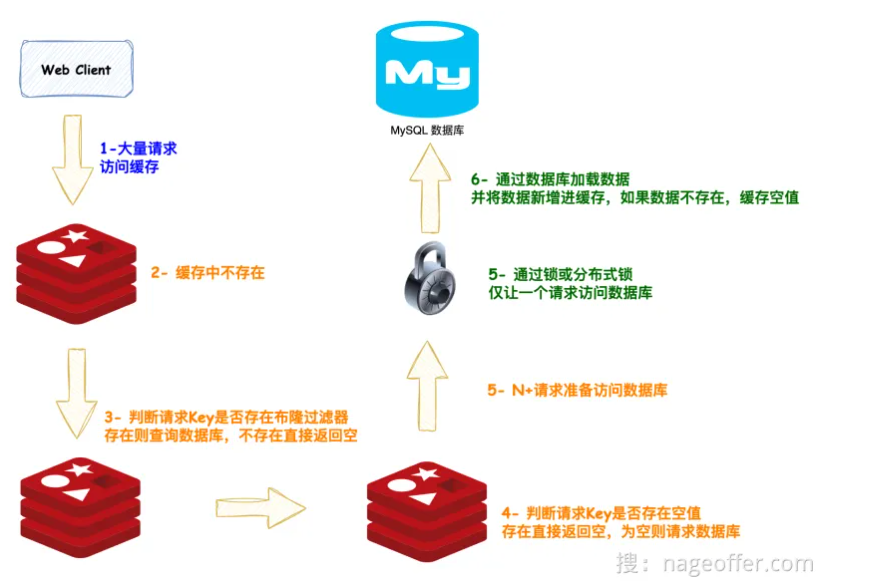 Web Client
1-大量请求
访问缓存
2- 缓存中不存在
3- 判断请求Key是否存在布隆过滤器
存在则查询数据库，不存在直接返回空
4- 判断请求Key是否存在空值
存在直接返回空，为空则请求数据库
5- N+请求准备访问数据库
5- 通过锁或分布式锁
仅让一个请求访问数据库
6- 通过数据库加载数据
并将数据新增进缓存，如果数据不存在，缓存空值
My
MySQL 数据库
搜：nageoffer.com